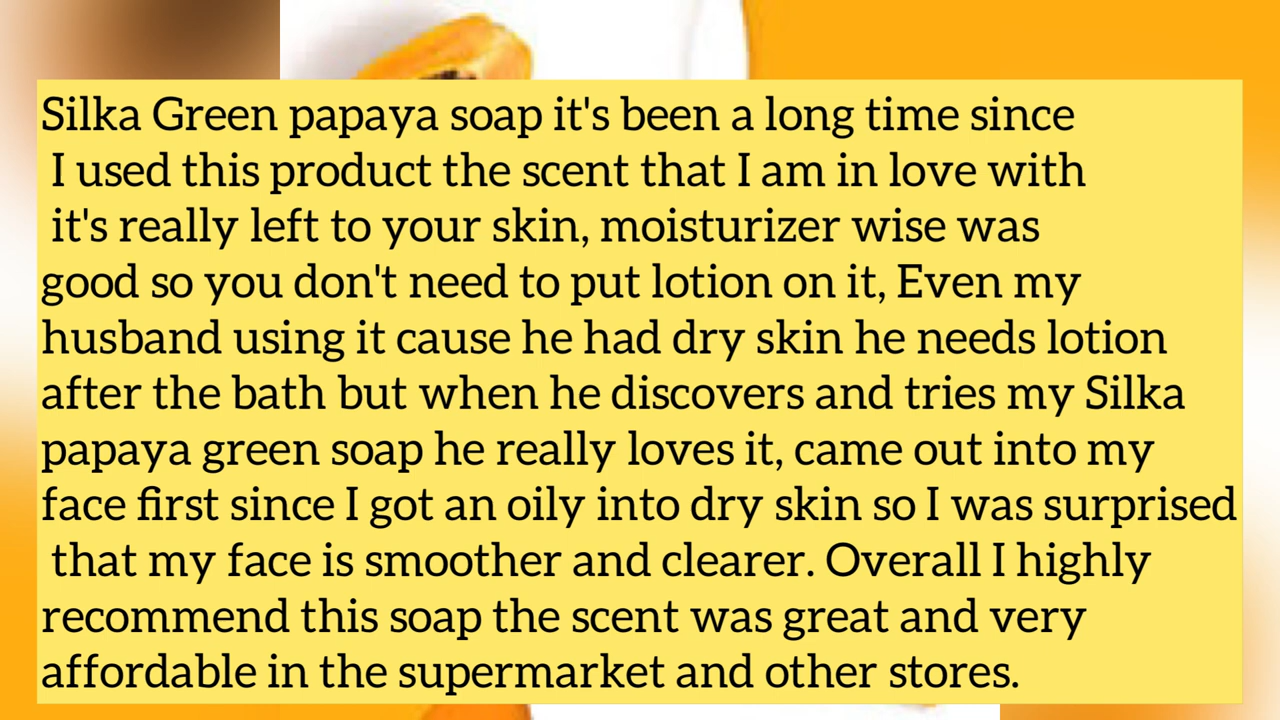 Silka Green papaya soap it's been a long time since
I used this product the scent that I am in love with
it's really left to your skin, moisturizer wise was
good so you don't need to put lotion on it, Even my
husband using it cause he had dry skin he needs lotion
after the bath but when he discovers and tries my Silka
papaya green soap he really loves it, came out into my
face first since I got an oily into dry skin so I was surprised
that my face is smoother and clearer. Overall I highly
recommend this soap the scent was great and very
affordable in the supermarket and other stores.